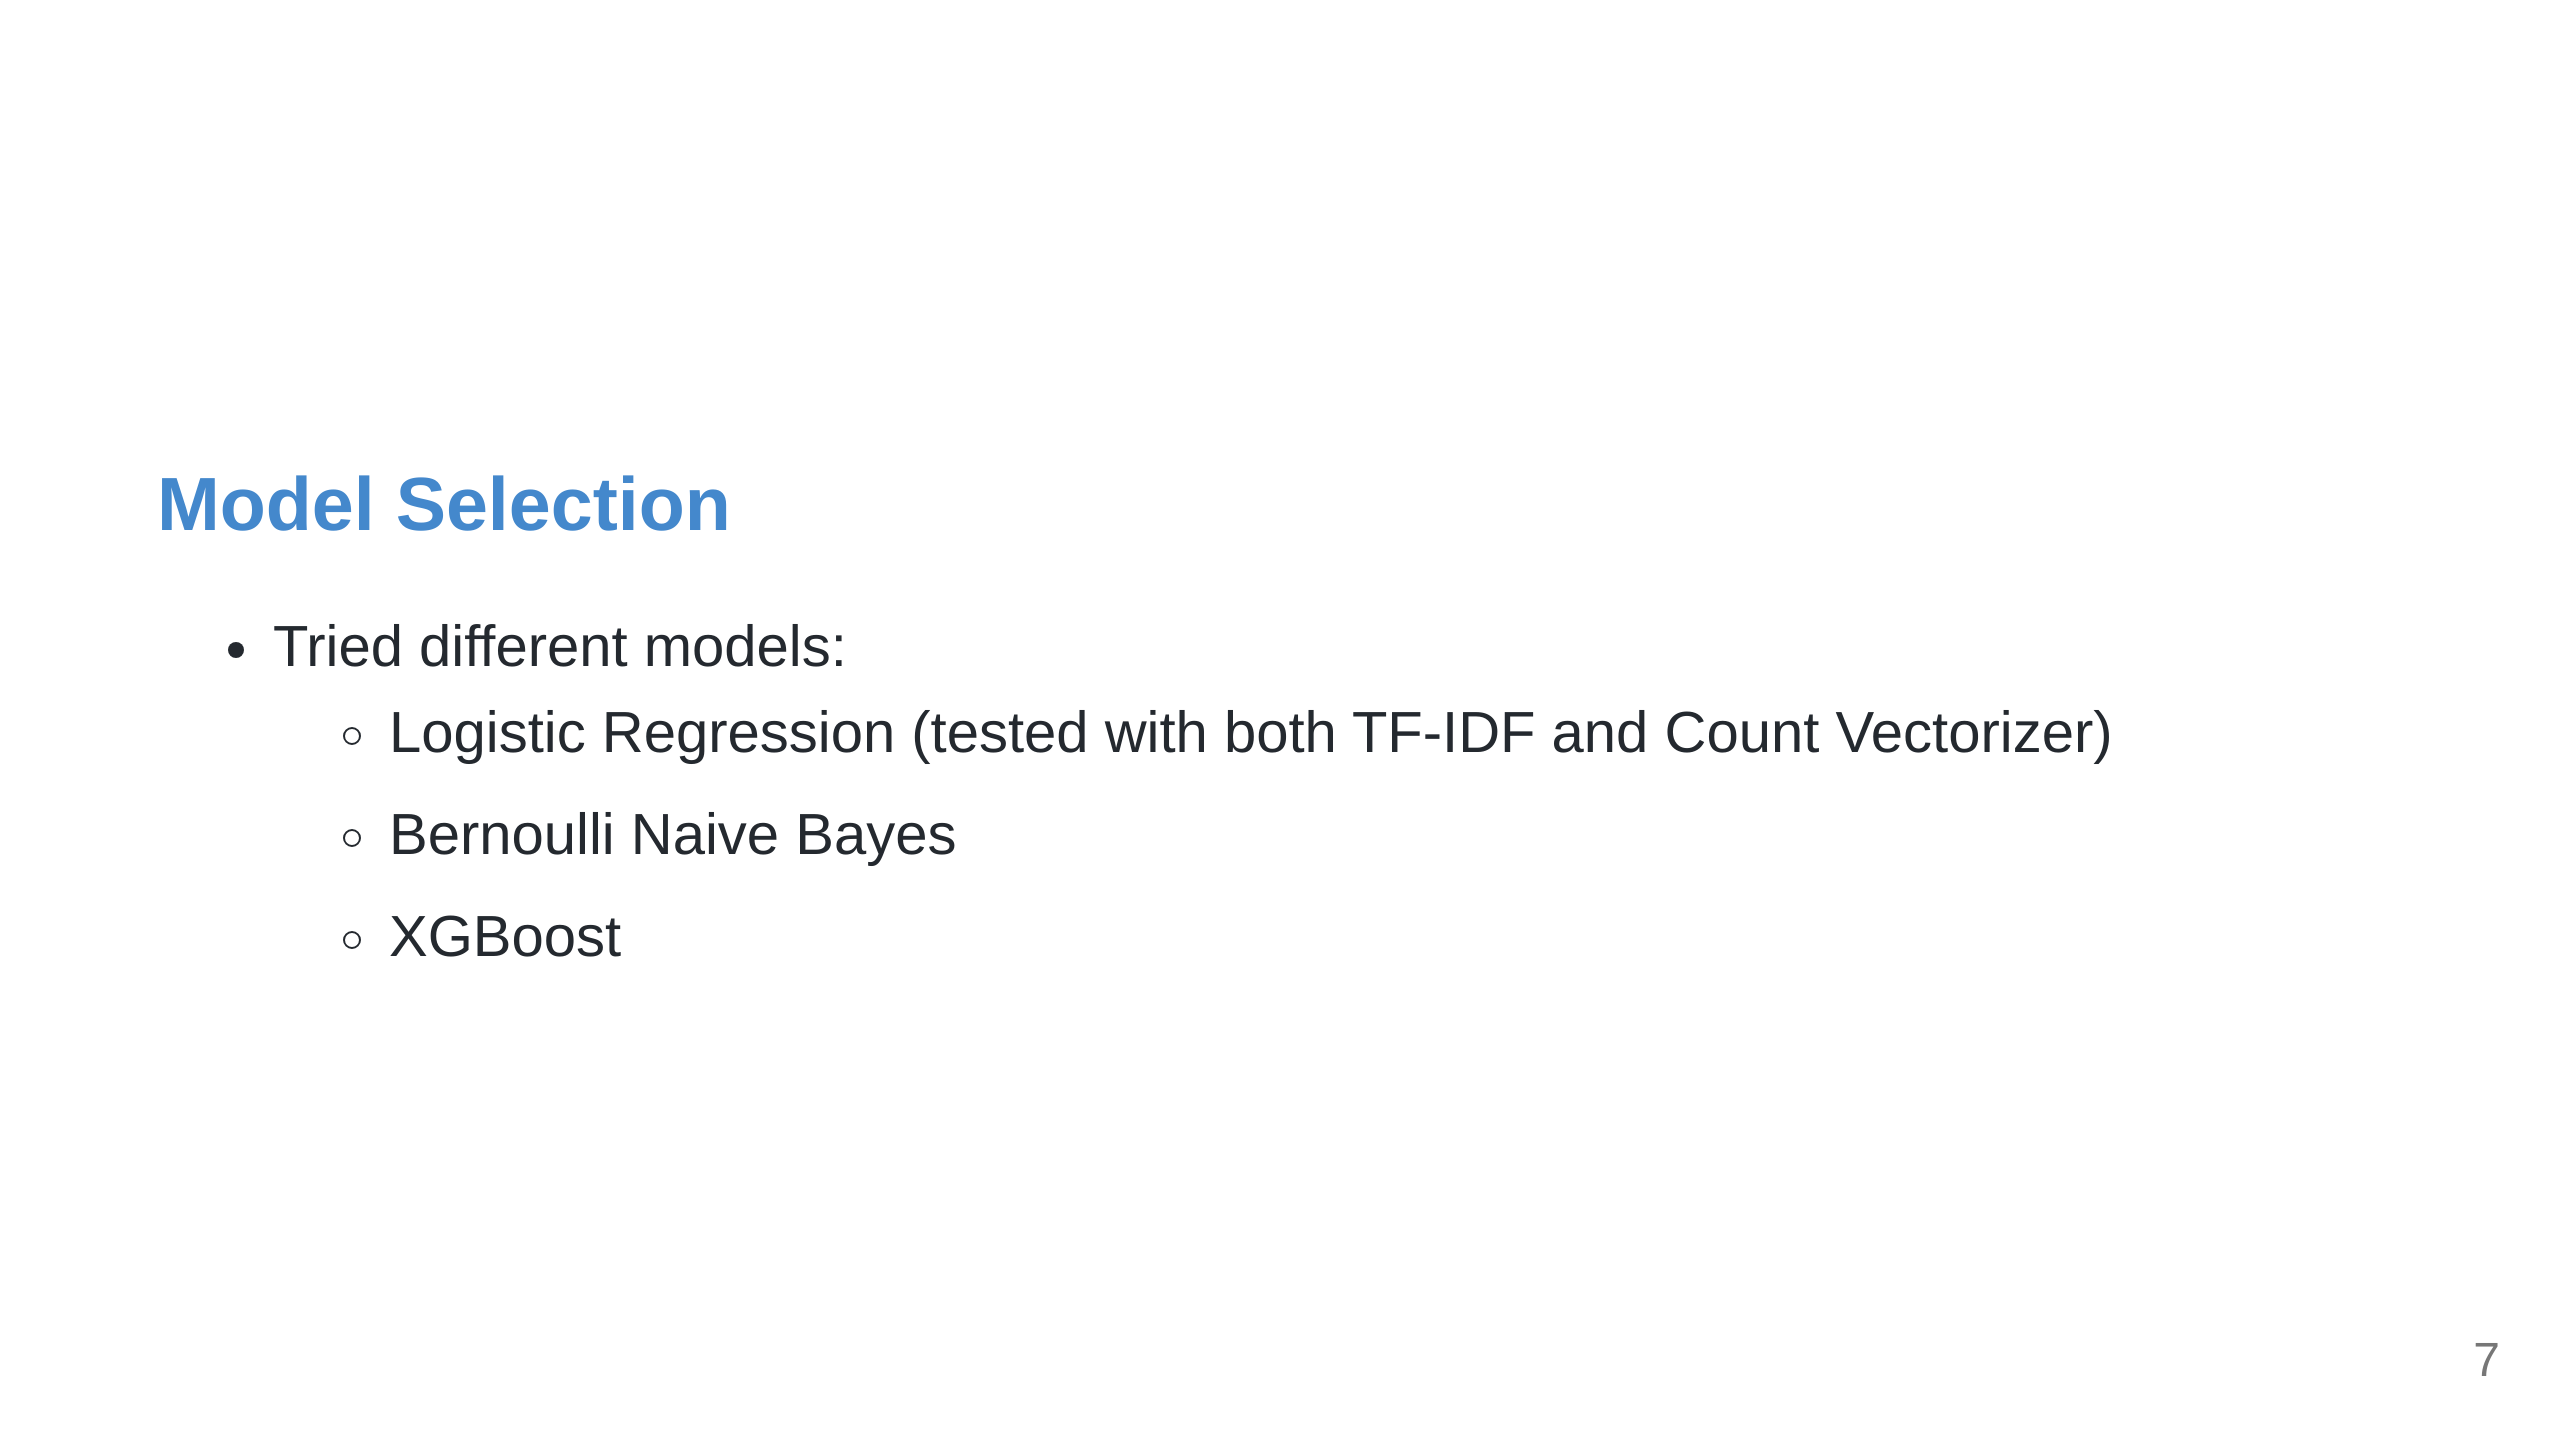 Model Selection
• Tried different models:
○ Logistic Regression (tested with both TF-IDF and Count Vectorizer)
○ Bernoulli Naive Bayes
○ XGBoost
7